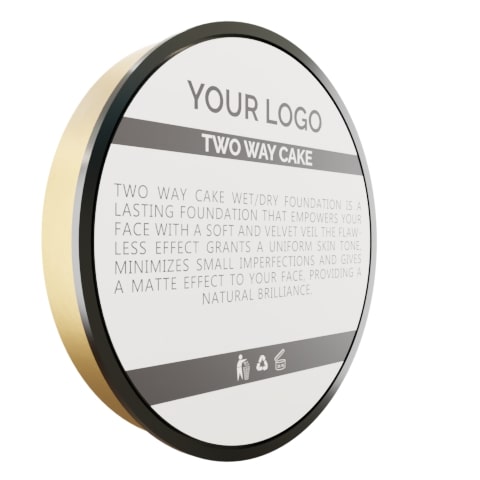 YOUR LOGO
TWO WAY CAKE
TWO WAY CAKE WET/DRY FOUNDATION IS A
LASTING FOUNDATION THAT EMPOWERS YOUR
FACE WITH A SOFT AND VELVET VEIL THE FLAW-
LESS EFFECT GRANTS A UNIFORM SKIN TONE,
MINIMIZES SMALL IMPERFECTIONS AND GIVES
A MATTE EFFECT TO YOUR FACE, PROVIDING A
NATURAL BRILLIANCE.